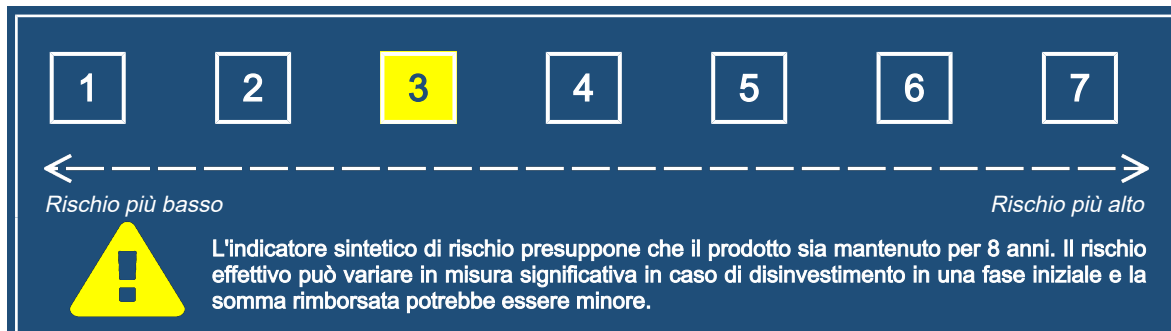 1 2 3 4 5 6 7
Rischio più basso Rischio più alto
!
L'indicatore sintetico di rischio presuppone che il prodotto sia mantenuto per 8 anni. Il rischio
effettivo può variare in misura significativa in caso di disinvestimento in una fase iniziale e la
somma rimborsata potrebbe essere minore.